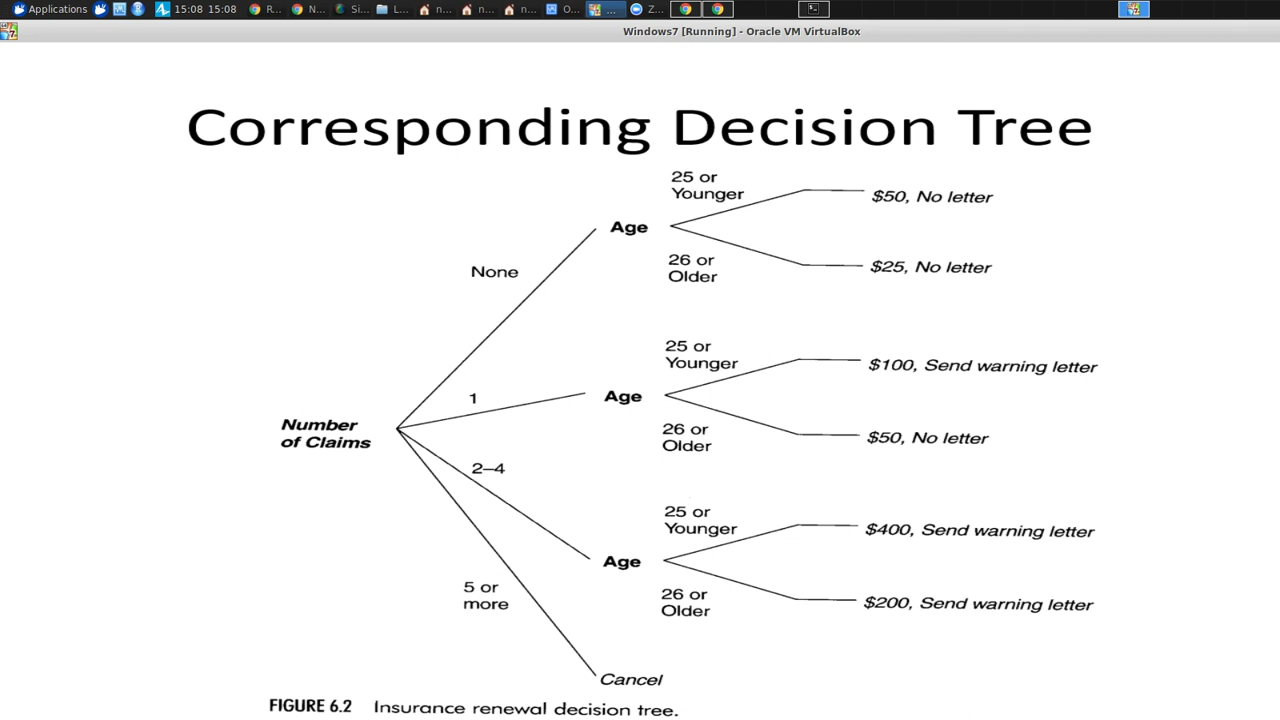 Applications 15:08 15:08 R... N... Si... L... n... n... n... O... ... Z...
Windows7 [Running] - Oracle VM VirtualBox
Corresponding Decision Tree
25 or
Younger
$50, No letter
Age
None
26 or
Older
$25, No letter
25 or
Younger
$100, Send warning letter
1
Age
Number
of Claims
26 or
Older
$50, No letter
2–4
25 or
Younger
$400, Send warning letter
Age
5 or
more
26 or
Older
$200, Send warning letter
Cancel
FIGURE 6.2 Insurance renewal decision tree.